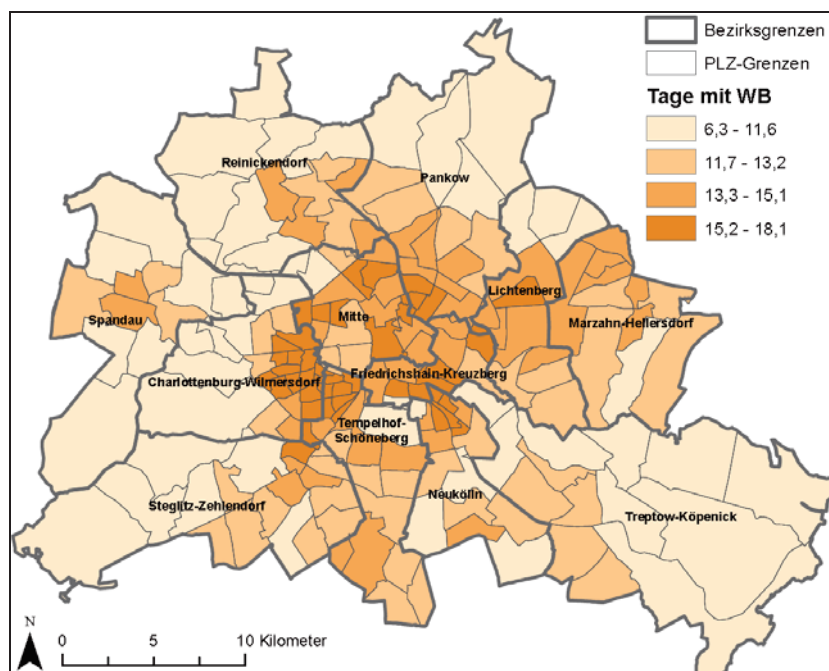 Bezirksgrenzen
PLZ-Grenzen
Tage mit WB
6,3 - 11,6
11,7 - 13,2
13,3 - 15,1
15,2 - 18,1
Reinickendorf
Pankow
Lichtenberg
Spandau
Mitte
Marzahn-Hellersdorf
Charlottenburg-Wilmersdorf
Friedrichshain-Kreuzberg
Tempelhof-
Schöneberg
Steglitz-Zehlendorf
Neukölln
Treptow-Köpenick
N
0 5 10 Kilometer